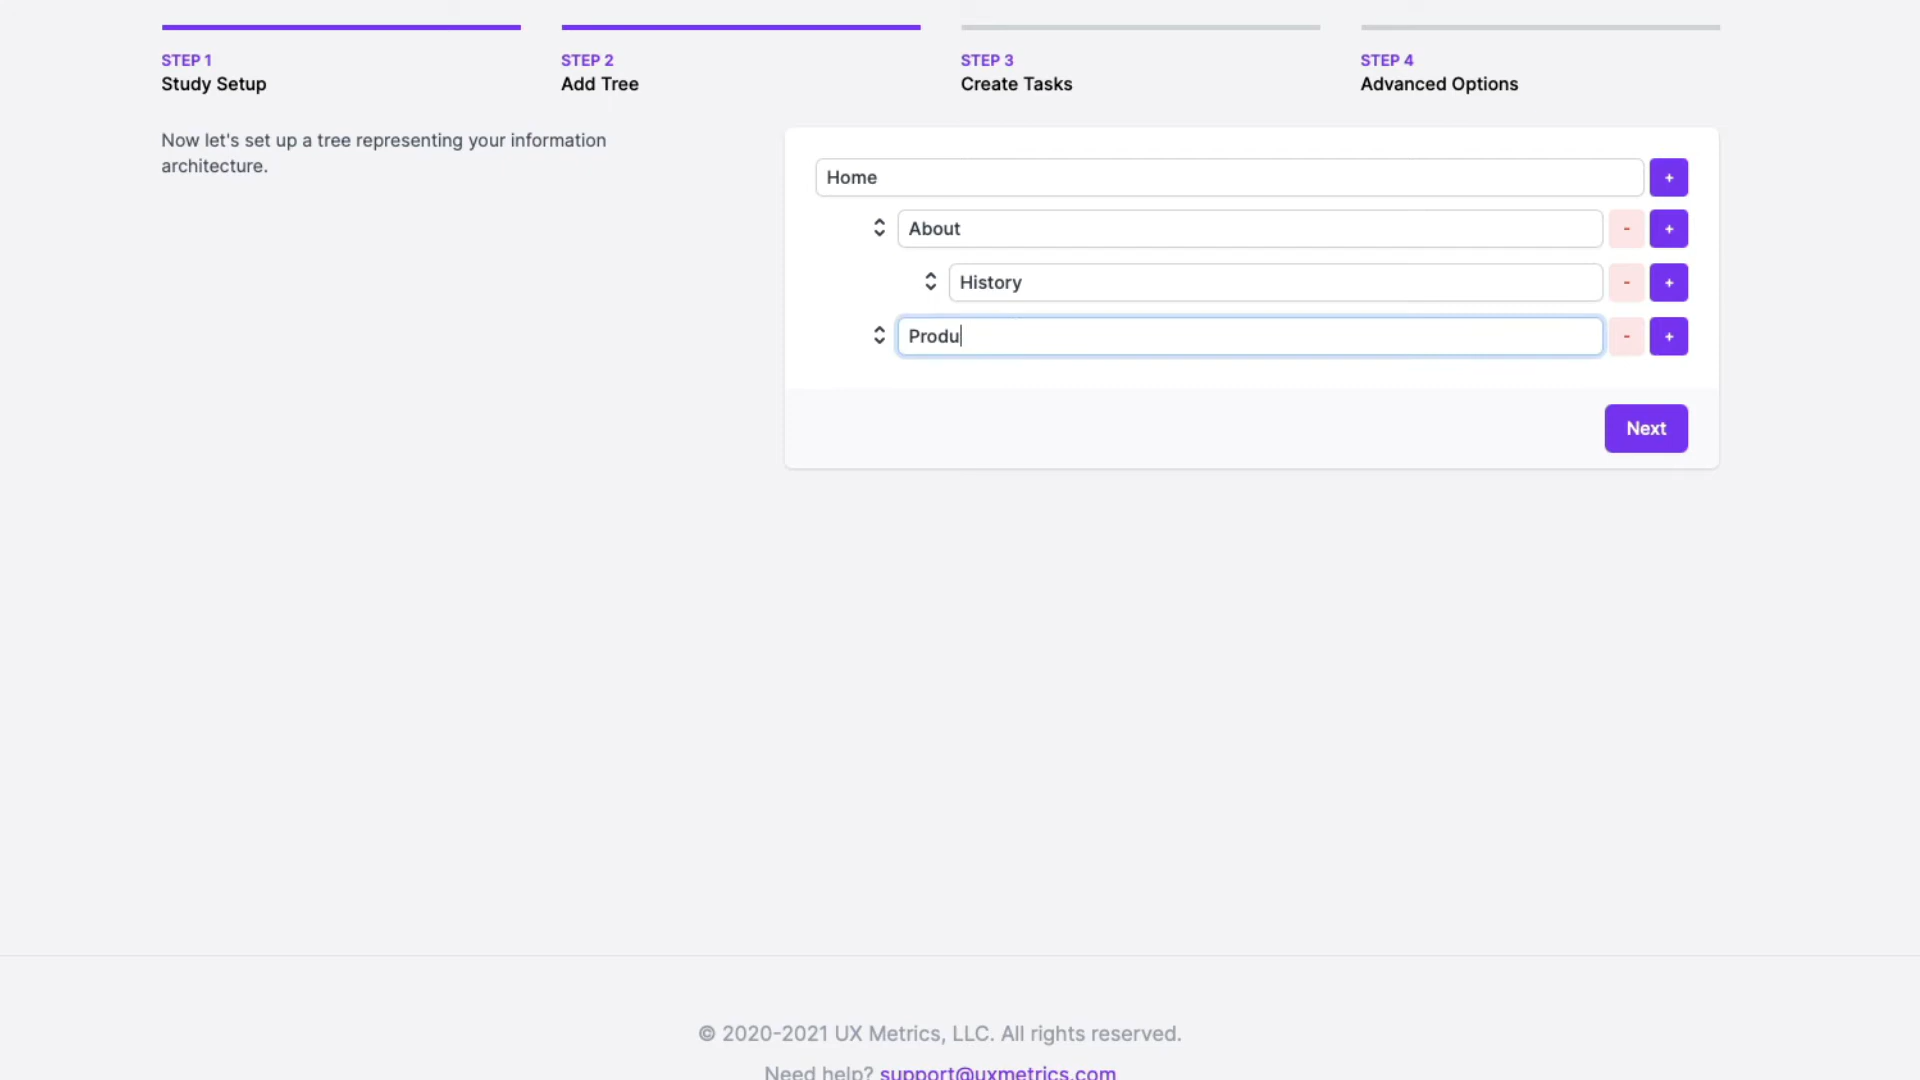 STEP 1
Study Setup
STEP 2
Add Tree
STEP 3
Create Tasks
STEP 4
Advanced Options
Now let's set up a tree representing your information
architecture.
Home
+
About
- +
History
- +
Produ
- +
Next
© 2020-2021 UX Metrics, LLC. All rights reserved.
Need help? support@uxmetrics.com